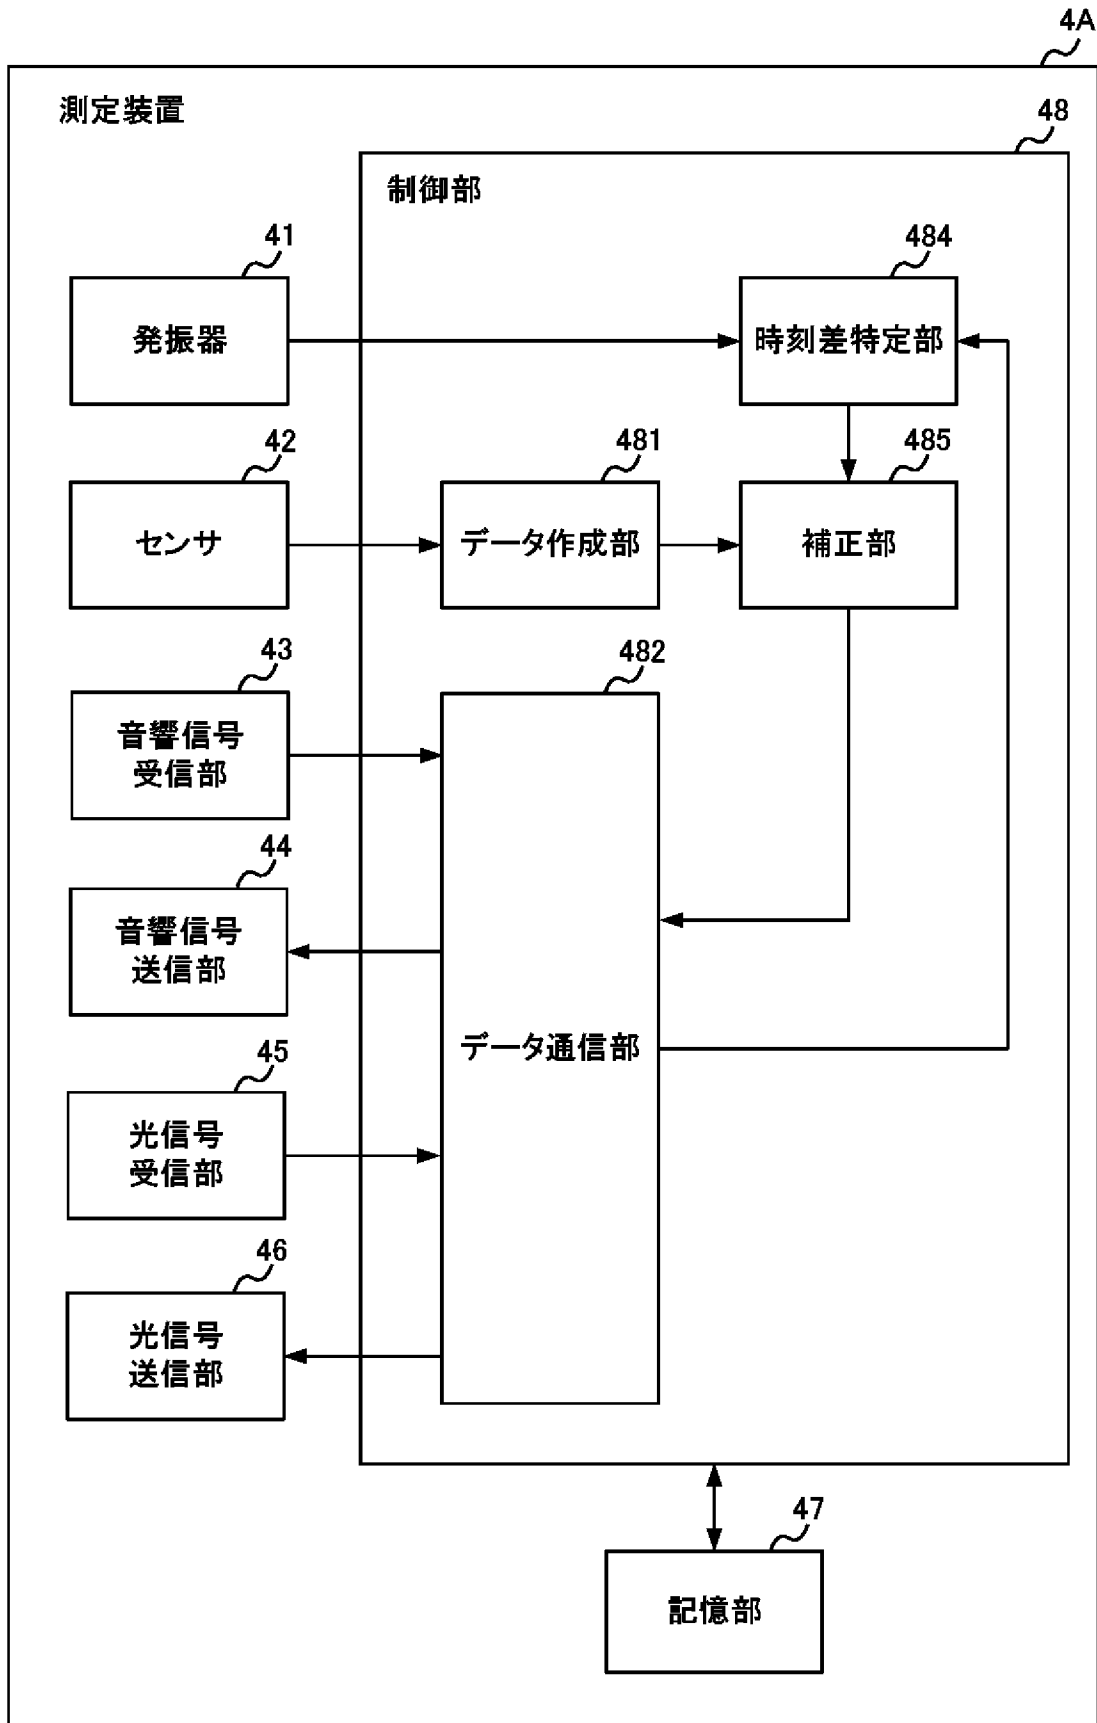 4A
測定装置
48
制御部
41
発振器
484
時刻差特定部
42
センサ
481
データ作成部
485
補正部
43
音響信号
受信部
482
データ通信部
44
音響信号
送信部
45
光信号
受信部
46
光信号
送信部
47
記憶部